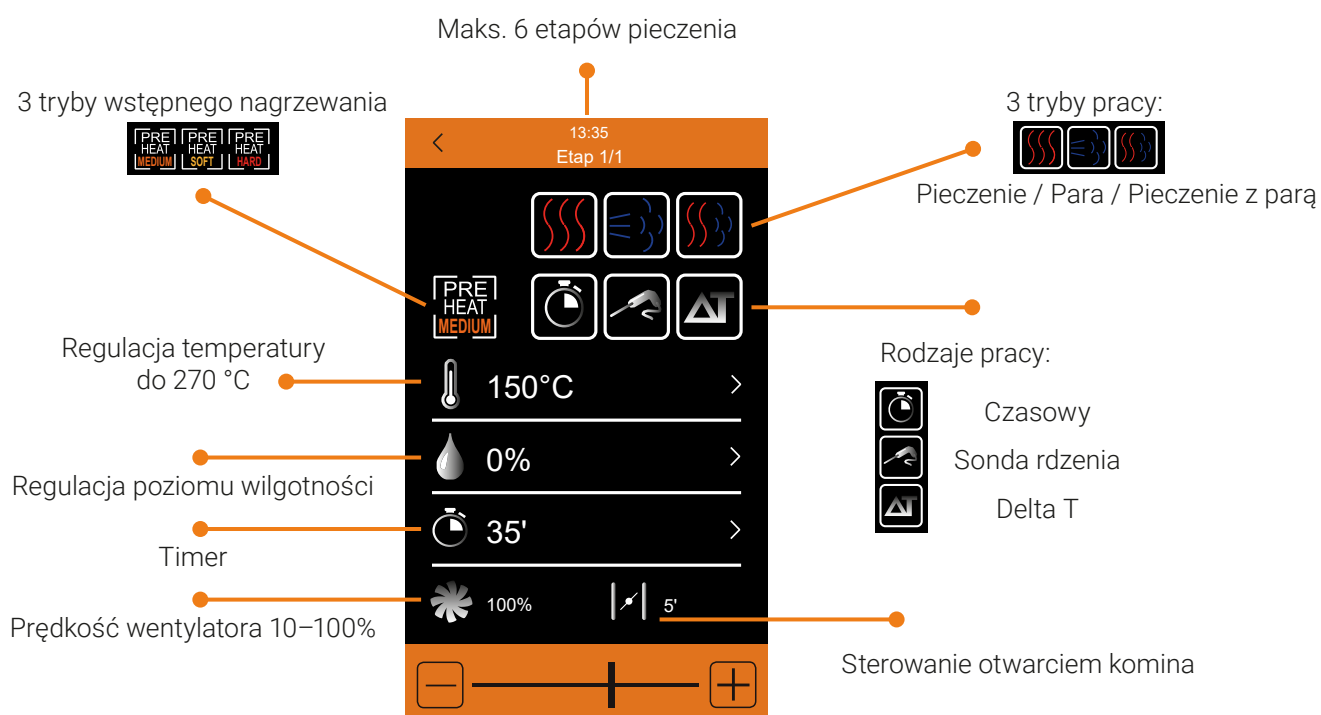 Maks. 6 etapów pieczenia
3 tryby wstępnego nagrzewania
PRE HEAT MEDIUM
PRE HEAT SOFT
PRE HEAT HARD
3 tryby pracy:
Pieczenie / Para / Pieczenie z parą
13:35
Etap 1/1
PRE
HEAT
MEDIUM
ΔT
Regulacja temperatury
do 270 °C
150°C
Regulacja poziomu wilgotności
0%
Timer
35'
Prędkość wentylatora 10–100%
100%
5'
Rodzaje pracy:
Czasowy
Sonda rdzenia
ΔT
Delta T
Sterowanie otwarciem komina